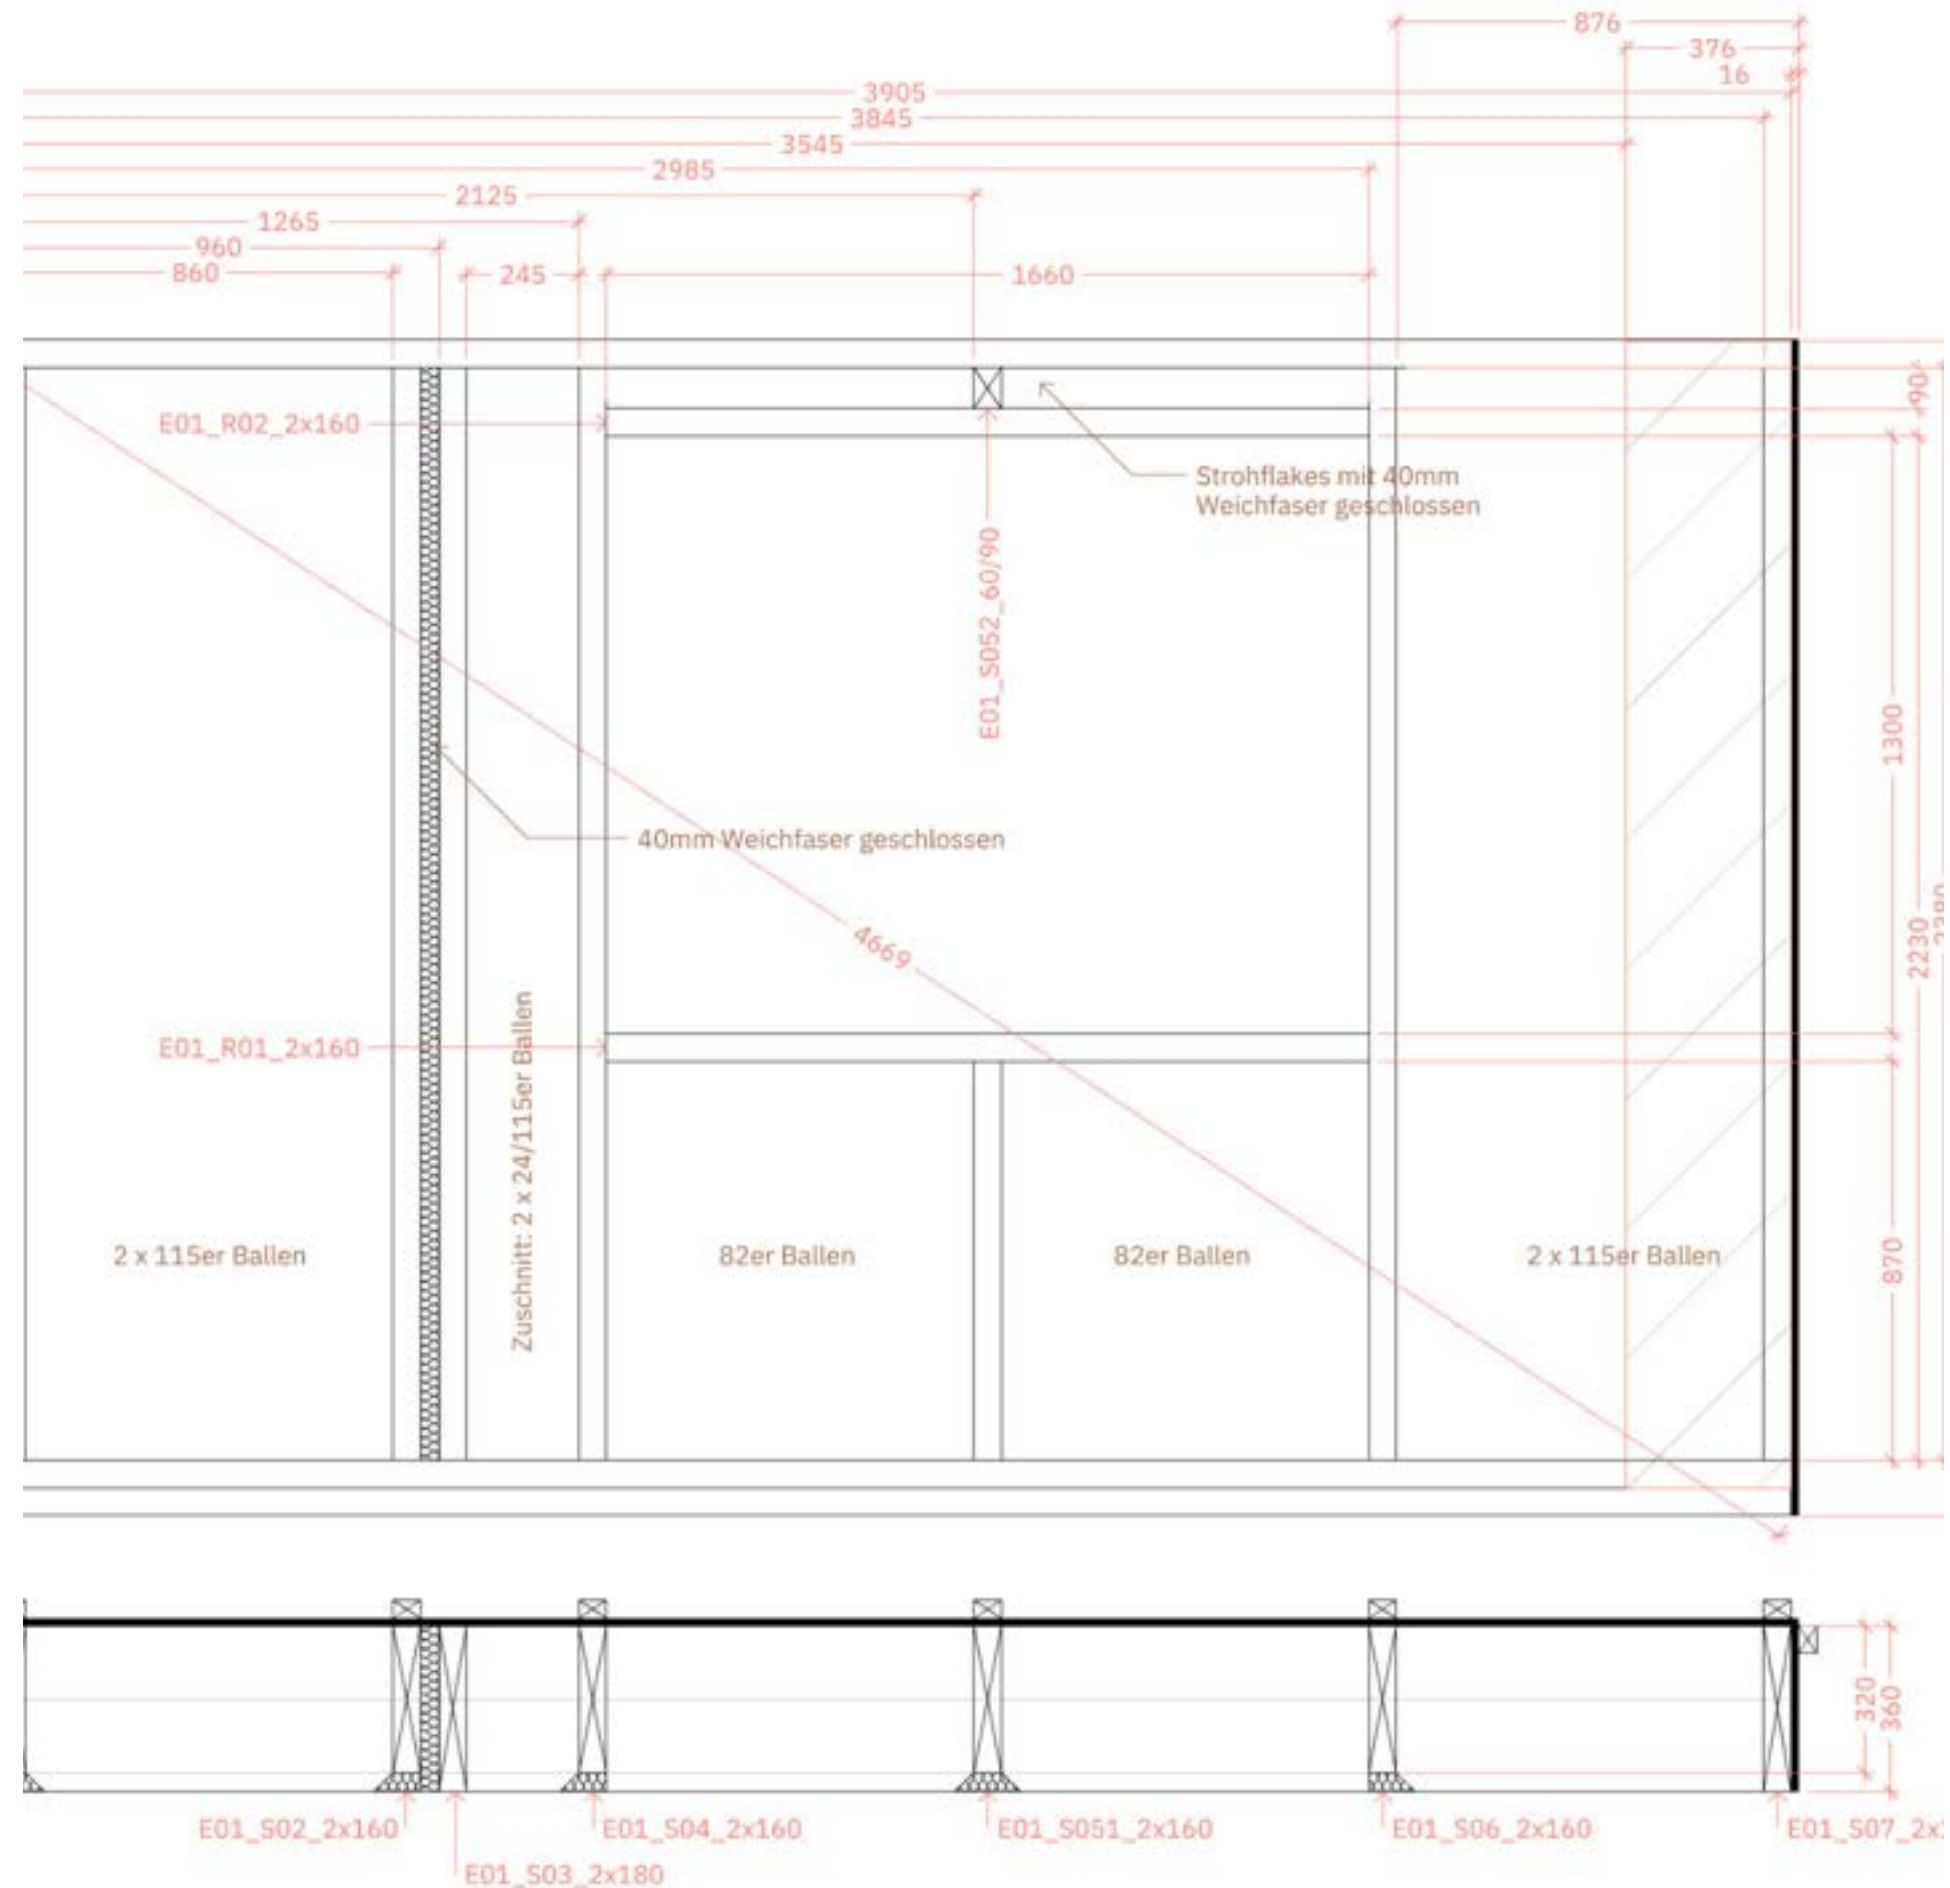 876
376
16
3905
3845
3545
2985
2125
1265
960
860
245
1660
90
E01_R02_2x160
Strohflakes mit 40mm
Weichfaser geschlossen
E01_S052_60/90
1300
40mm Weichfaser geschlossen
4669
2230
2380
E01_R01_2x160
Zuschnitt: 2 x 24/115er Ballen
2 x 115er Ballen
82er Ballen
82er Ballen
2 x 115er Ballen
870
320
360
E01_S02_2x160
E01_S04_2x160
E01_S051_2x160
E01_S06_2x160
E01_S07_2x
E01_S03_2x180